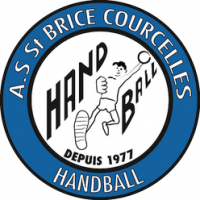 A.S St BRICE COURCELLES
HAND
BALL
DEPUIS 1977
HANDBALL